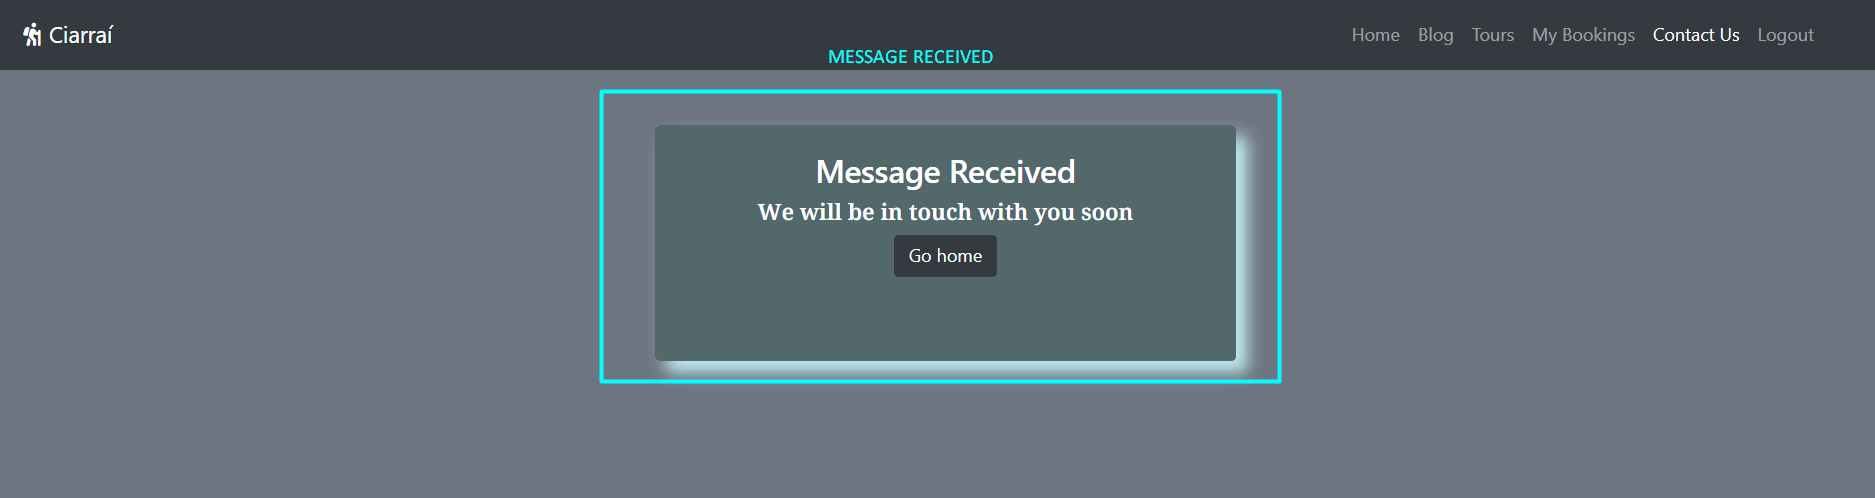 Ciarraí
Home Blog Tours My Bookings Contact Us Logout
MESSAGE RECEIVED
Message Received
We will be in touch with you soon
Go home